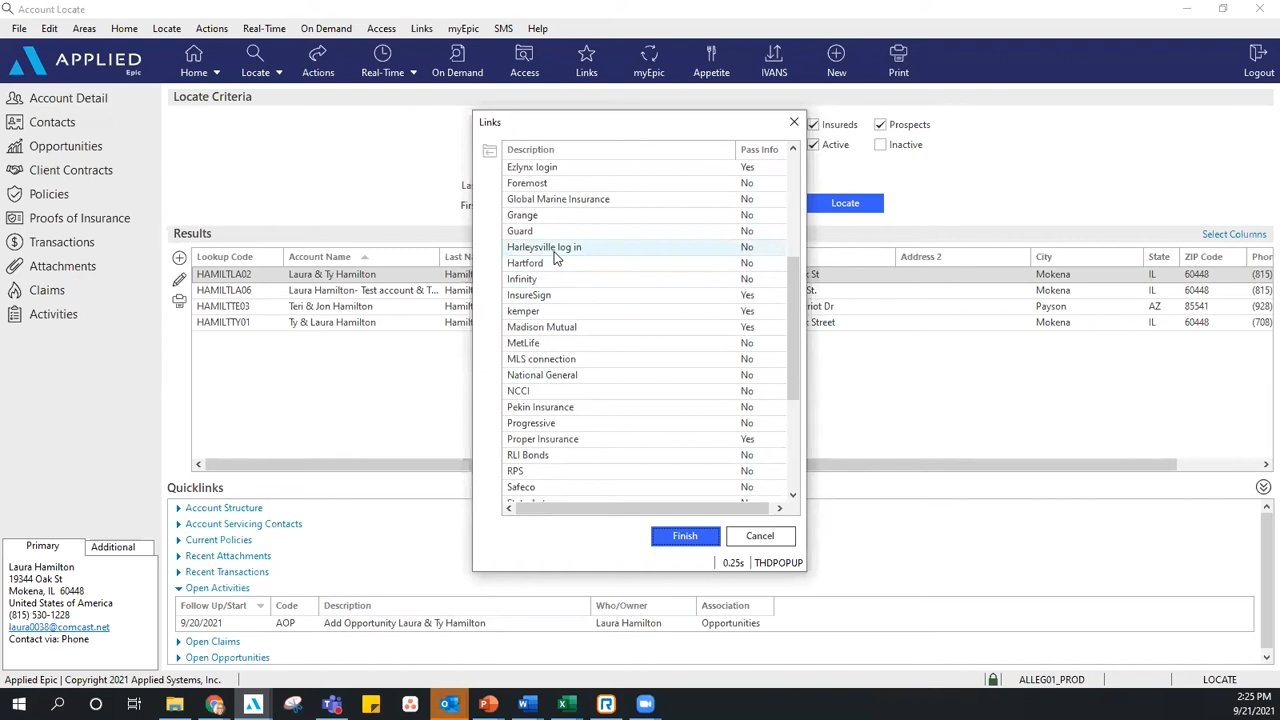 Account Locate
File Edit Areas Home Locate Actions Real-Time On Demand Access Links myEpic SMS Help
APPLIED
Epic
Home Locate Actions Real-Time On Demand Access Links myEpic Appetite IVANS New Print Logout
Account Detail
Contacts
Opportunities
Client Contracts
Policies
Proofs of Insurance
Transactions
Attachments
Claims
Activities
Locate Criteria
Insureds Prospects
Active Inactive
Locate
Results
Select Columns
Lookup Code Account Name Address 2 City State ZIP Code
HAMILTLA02 Laura & Ty Hamilton Mokena IL 60448 (815)
HAMILTLA06 Laura Hamilton- Test account & T... St. Mokena IL 60448 (815)
HAMILTTE03 Teri & Jon Hamilton Payson AZ 85541 (928)
HAMILTTY01 Ty & Laura Hamilton Street Mokena IL 60448 (708)
Links
Description Pass Info
Ezlynx login Yes
Foremost No
Global Marine Insurance No
Grange No
Guard No
Harleysville log in No
Hartford No
Infinity No
InsureSign Yes
kemper Yes
Madison Mutual Yes
MetLife No
MLS connection No
National General No
NCCI No
Pekin Insurance No
Progressive No
Proper Insurance Yes
RLI Bonds No
RPS No
Safeco No
Finish Cancel
0.25s THDPOPUP
Quicklinks
Account Structure
Account Servicing Contacts
Current Policies
Recent Attachments
Recent Transactions
Open Activities
Follow Up/Start Code Description Who/Owner Association
9/20/2021 AOP Add Opportunity Laura & Ty Hamilton Laura Hamilton Opportunities
Open Claims
Open Opportunities
Primary Additional
Laura Hamilton
19344 Oak St
Mokena, IL 60448
United States of America
(815) 530-1228
laura0038@comcast.net
Contact via: Phone
Applied Epic | Copyright 2021 Applied Systems, Inc. ALLEG01_PROD LOCATE
2:25 PM
9/21/2021